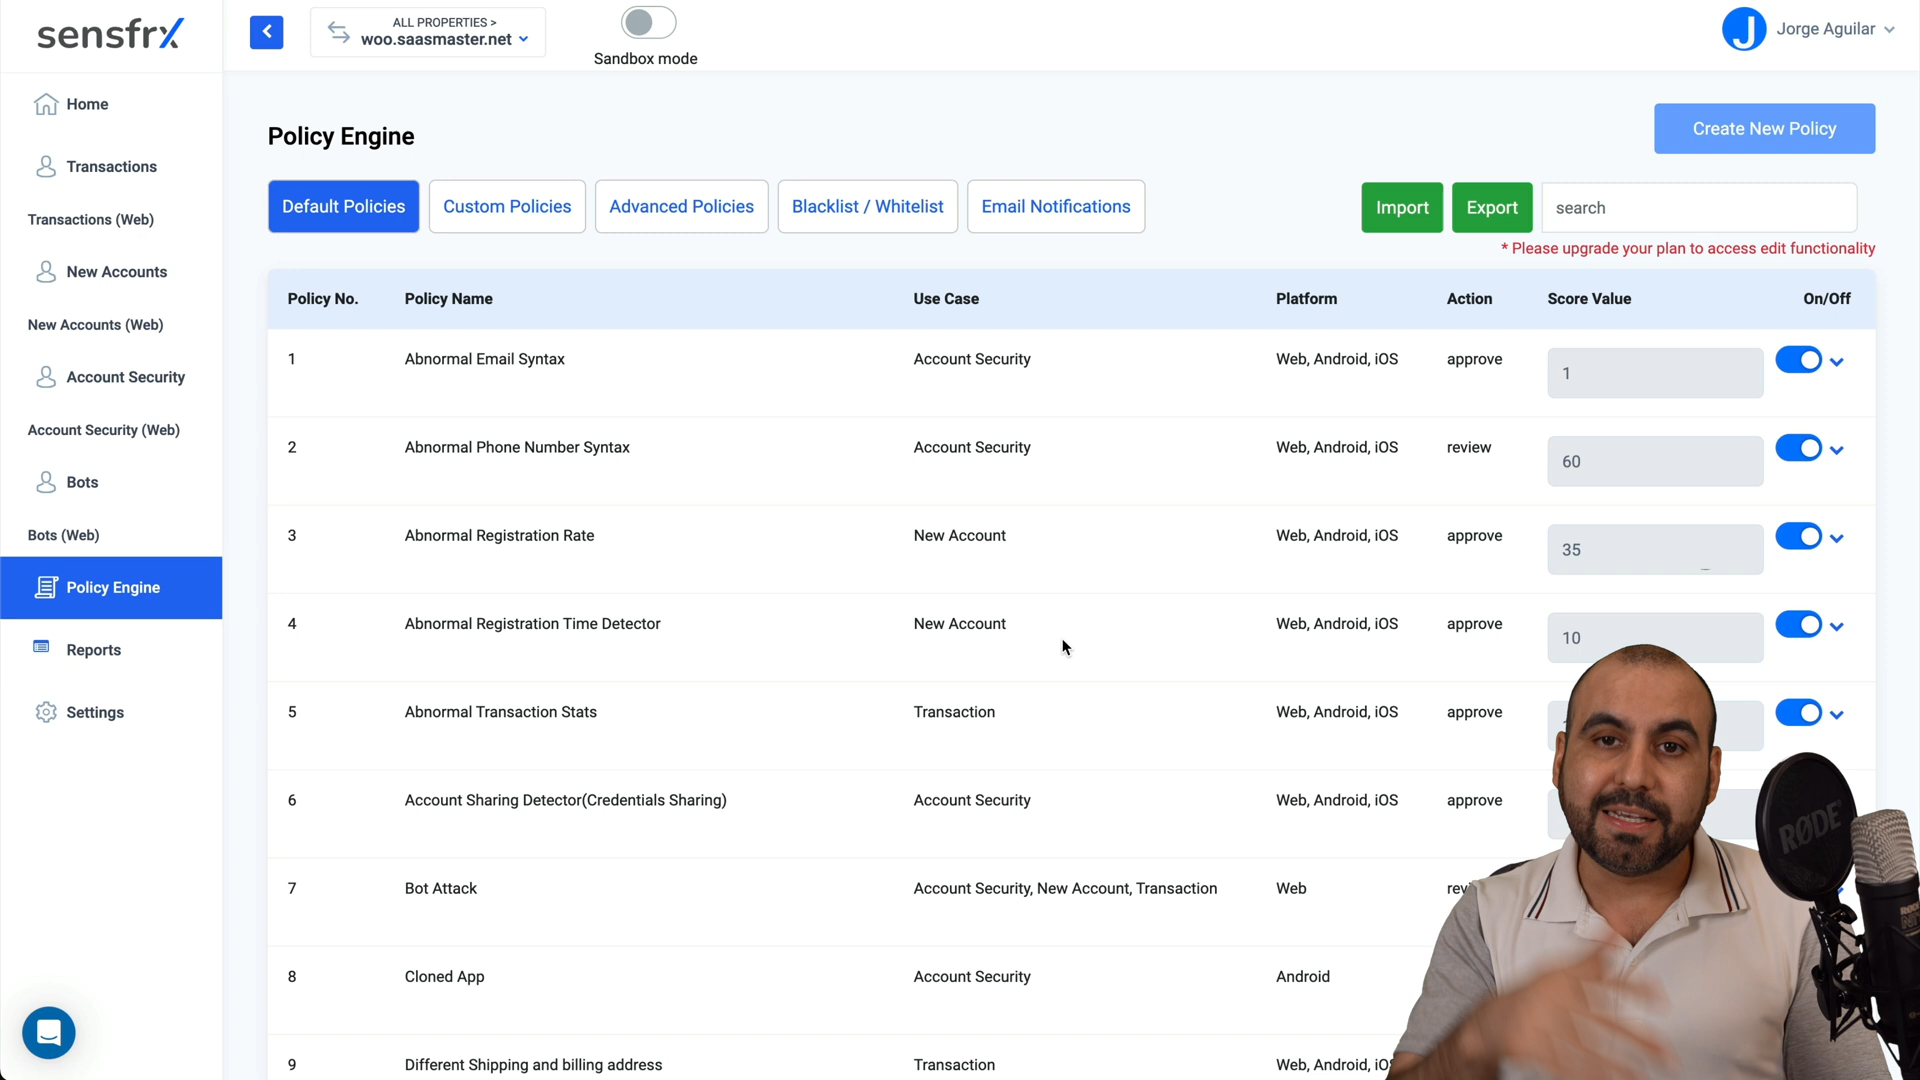 sensfrx
ALL PROPERTIES >
woo.saasmaster.net
Sandbox mode
J
Jorge Aguilar
Home
Transactions
Transactions (Web)
New Accounts
New Accounts (Web)
Account Security
Account Security (Web)
Bots
Bots (Web)
Policy Engine
Reports
Settings
Policy Engine
Create New Policy
Default Policies
Custom Policies
Advanced Policies
Blacklist / Whitelist
Email Notifications
Import
Export
search
* Please upgrade your plan to access edit functionality
Policy No. Policy Name Use Case Platform Action Score Value On/Off
1 Abnormal Email Syntax Account Security Web, Android, iOS approve 1
2 Abnormal Phone Number Syntax Account Security Web, Android, iOS review 60
3 Abnormal Registration Rate New Account Web, Android, iOS approve 35
4 Abnormal Registration Time Detector New Account Web, Android, iOS approve 10
5 Abnormal Transaction Stats Transaction Web, Android, iOS approve
6 Account Sharing Detector(Credentials Sharing) Account Security Web, Android, iOS approve
7 Bot Attack Account Security, New Account, Transaction Web
8 Cloned App Account Security Android
9 Different Shipping and billing address Transaction Web, Android,
RØDE